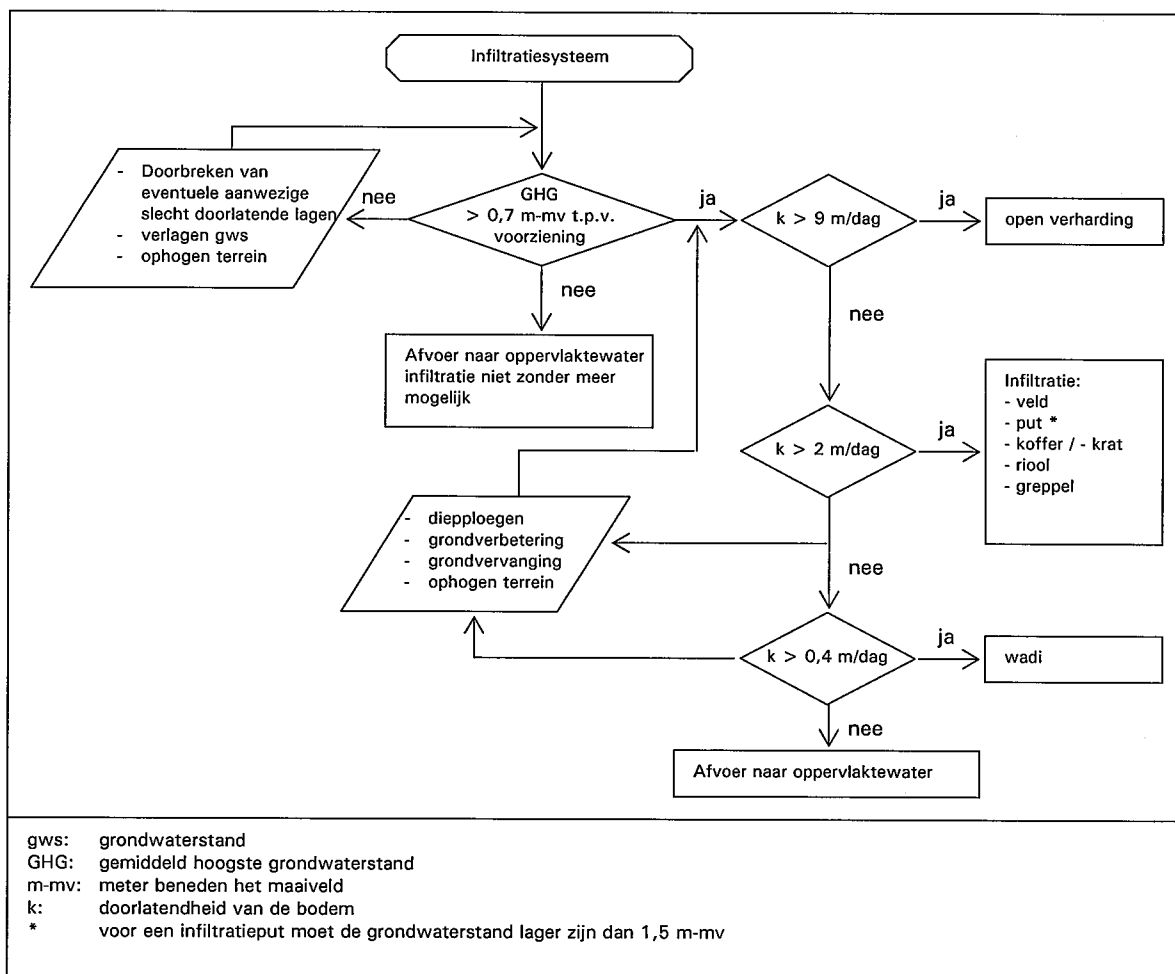 Infiltratiesysteem
- Doorbreken van
eventuele aanwezige
slecht doorlatende lagen
- verlagen gws
- ophogen terrein
nee
GHG
> 0,7 m-mv t.p.v.
voorziening
ja
k > 9 m/dag
ja
open verharding
nee
nee
Afvoer naar oppervlaktewater
infiltratie niet zonder meer
mogelijk
k > 2 m/dag
ja
Infiltratie:
- veld
- put *
- koffer / - krat
- riool
- greppel
- diepploegen
- grondverbetering
- grondvervanging
- ophogen terrein
nee
k > 0,4 m/dag
ja
wadi
nee
Afvoer naar oppervlaktewater
gws: grondwaterstand
GHG: gemiddeld hoogste grondwaterstand
m-mv: meter beneden het maaiveld
k: doorlatendheid van de bodem
* voor een infiltratieput moet de grondwaterstand lager zijn dan 1,5 m-mv